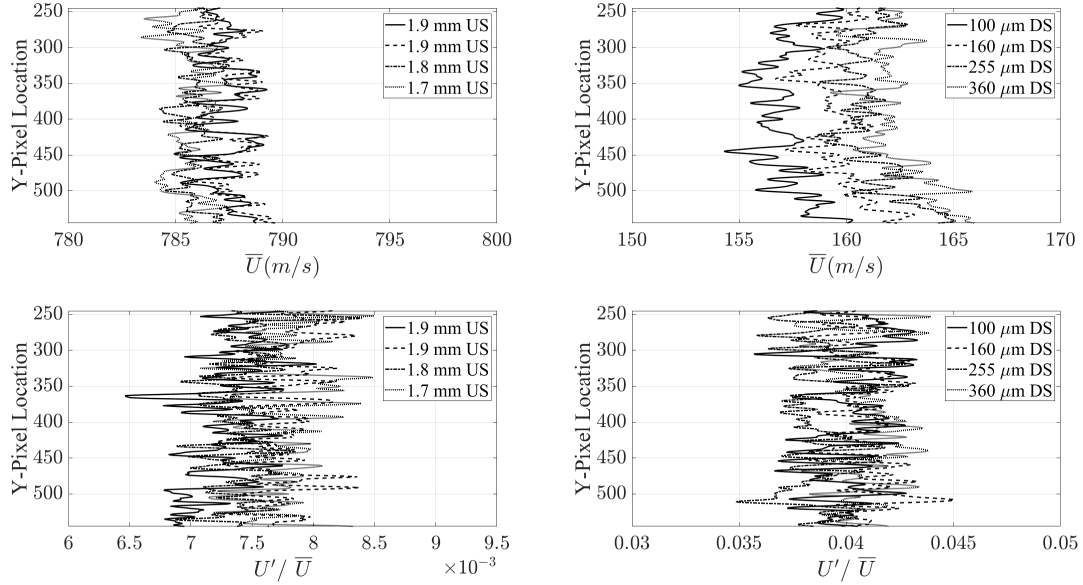 250
300
350
400
450
500
Y-Pixel Location
1.9 mm US
1.9 mm US
1.8 mm US
1.7 mm US
780
785
790
795
800
U̅(m/s)
250
300
350
400
450
500
Y-Pixel Location
100 μm DS
160 μm DS
255 μm DS
360 μm DS
150
155
160
165
170
U̅(m/s)
250
300
350
400
450
500
Y-Pixel Location
1.9 mm US
1.9 mm US
1.8 mm US
1.7 mm US
6
6.5
7
7.5
8
8.5
9
9.5
U′/ U̅
×10⁻³
250
300
350
400
450
500
Y-Pixel Location
100 μm DS
160 μm DS
255 μm DS
360 μm DS
0.03
0.035
0.04
0.045
0.05
U′/ U̅